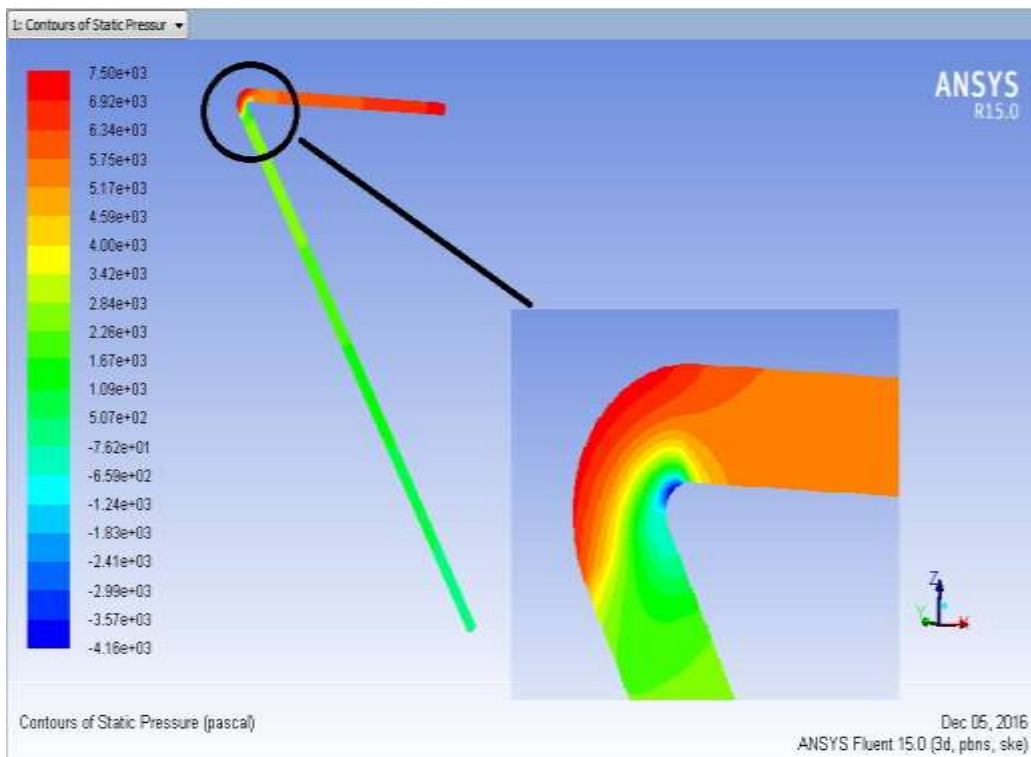 1: Contours of Static Pressur
7.50e+03
6.92e+03
6.34e+03
5.75e+03
5.17e+03
4.59e+03
4.00e+03
3.42e+03
2.84e+03
2.26e+03
1.67e+03
1.09e+03
5.07e+02
-7.62e+01
-6.59e+02
-1.24e+03
-1.83e+03
-2.41e+03
-2.99e+03
-3.57e+03
-4.16e+03
ANSYS
R15.0
Z
Y
X
Contours of Static Pressure (pascal)
Dec 05, 2016
ANSYS Fluent 15.0 (3d, pbns, ske)